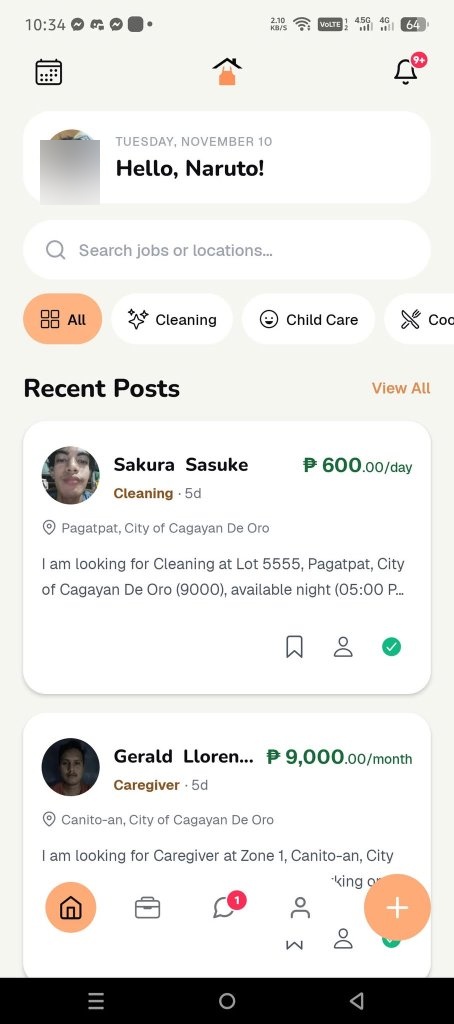 10:34
2.10 KB/S VoLTE 1 2 4.5G 4G 64
9+
TUESDAY, NOVEMBER 10
Hello, Naruto!
Search jobs or locations...
All Cleaning Child Care Coo
Recent Posts View All
Sakura Sasuke ₱ 600.00/day
Cleaning · 5d
Pagatpat, City of Cagayan De Oro
I am looking for Cleaning at Lot 5555, Pagatpat, City
of Cagayan De Oro (9000), available night (05:00 P...
Gerald Lloren... ₱ 9,000.00/month
Caregiver · 5d
Canito-an, City of Cagayan De Oro
I am looking for Caregiver at Zone 1, Canito-an, City
1